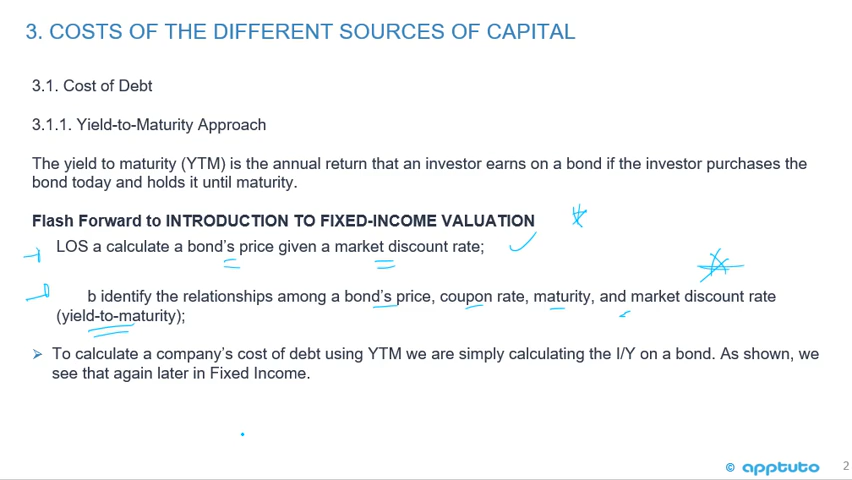 3. COSTS OF THE DIFFERENT SOURCES OF CAPITAL
3.1. Cost of Debt
3.1.1. Yield-to-Maturity Approach
The yield to maturity (YTM) is the annual return that an investor earns on a bond if the investor purchases the
bond today and holds it until maturity.
Flash Forward to INTRODUCTION TO FIXED-INCOME VALUATION
LOS a calculate a bond's price given a market discount rate;
b identify the relationships among a bond's price, coupon rate, maturity, and market discount rate
(yield-to-maturity);
To calculate a company's cost of debt using YTM we are simply calculating the I/Y on a bond. As shown, we
see that again later in Fixed Income.
© apptuto 2